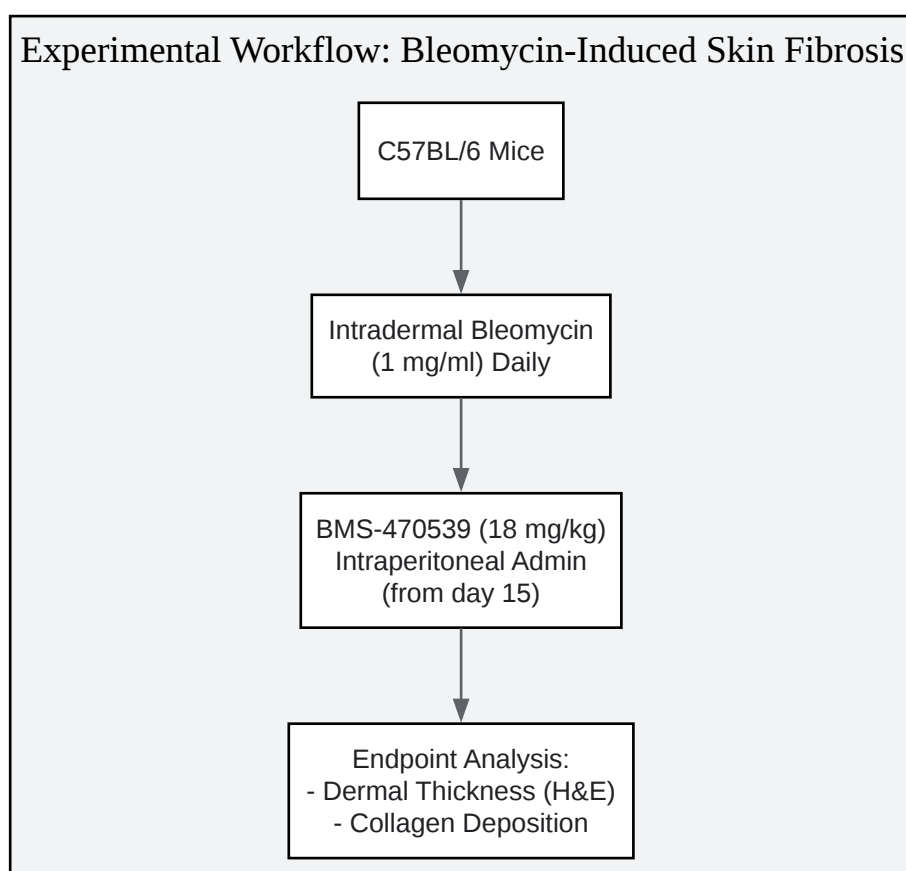 Experimental Workflow: Bleomycin-Induced Skin Fibrosis
C57BL/6 Mice
Intradermal Bleomycin
(1 mg/ml) Daily
BMS-470539 (18 mg/kg)
Intraperitoneal Admin
(from day 15)
Endpoint Analysis:
- Dermal Thickness (H&E)
- Collagen Deposition